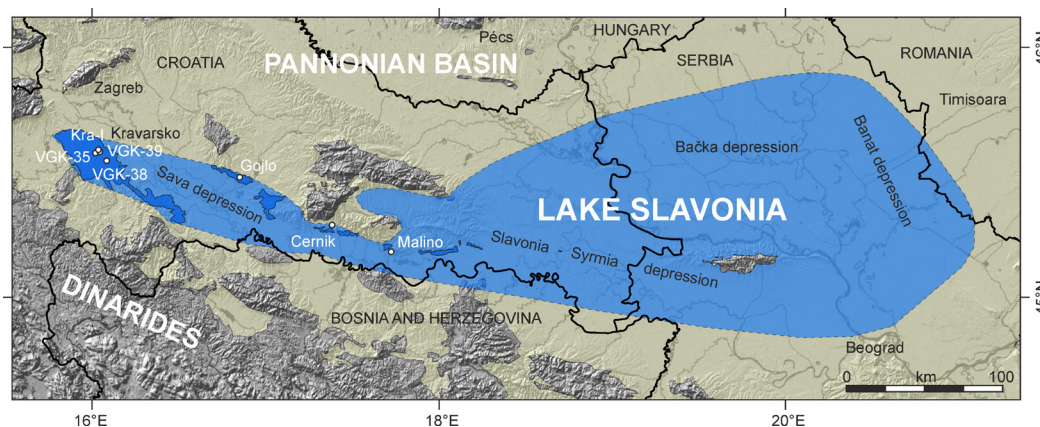 HUNGARY
Pécs
ROMANIA
46°N
CROATIA
PANNONIAN BASIN
SERBIA
Zagreb
Timisoara
Kra-I
Kravarsko
VGK-39
VGK-35
VGK-38
Gojlo
Sava depression
Bačka depression
Banat depression
LAKE SLAVONIA
Cernik
Malino
Slavonia - Syrmia depression
DINARIDES
45°N
BOSNIA AND HERZEGOVINA
Beograd
0 km 100
16°E
18°E
20°E